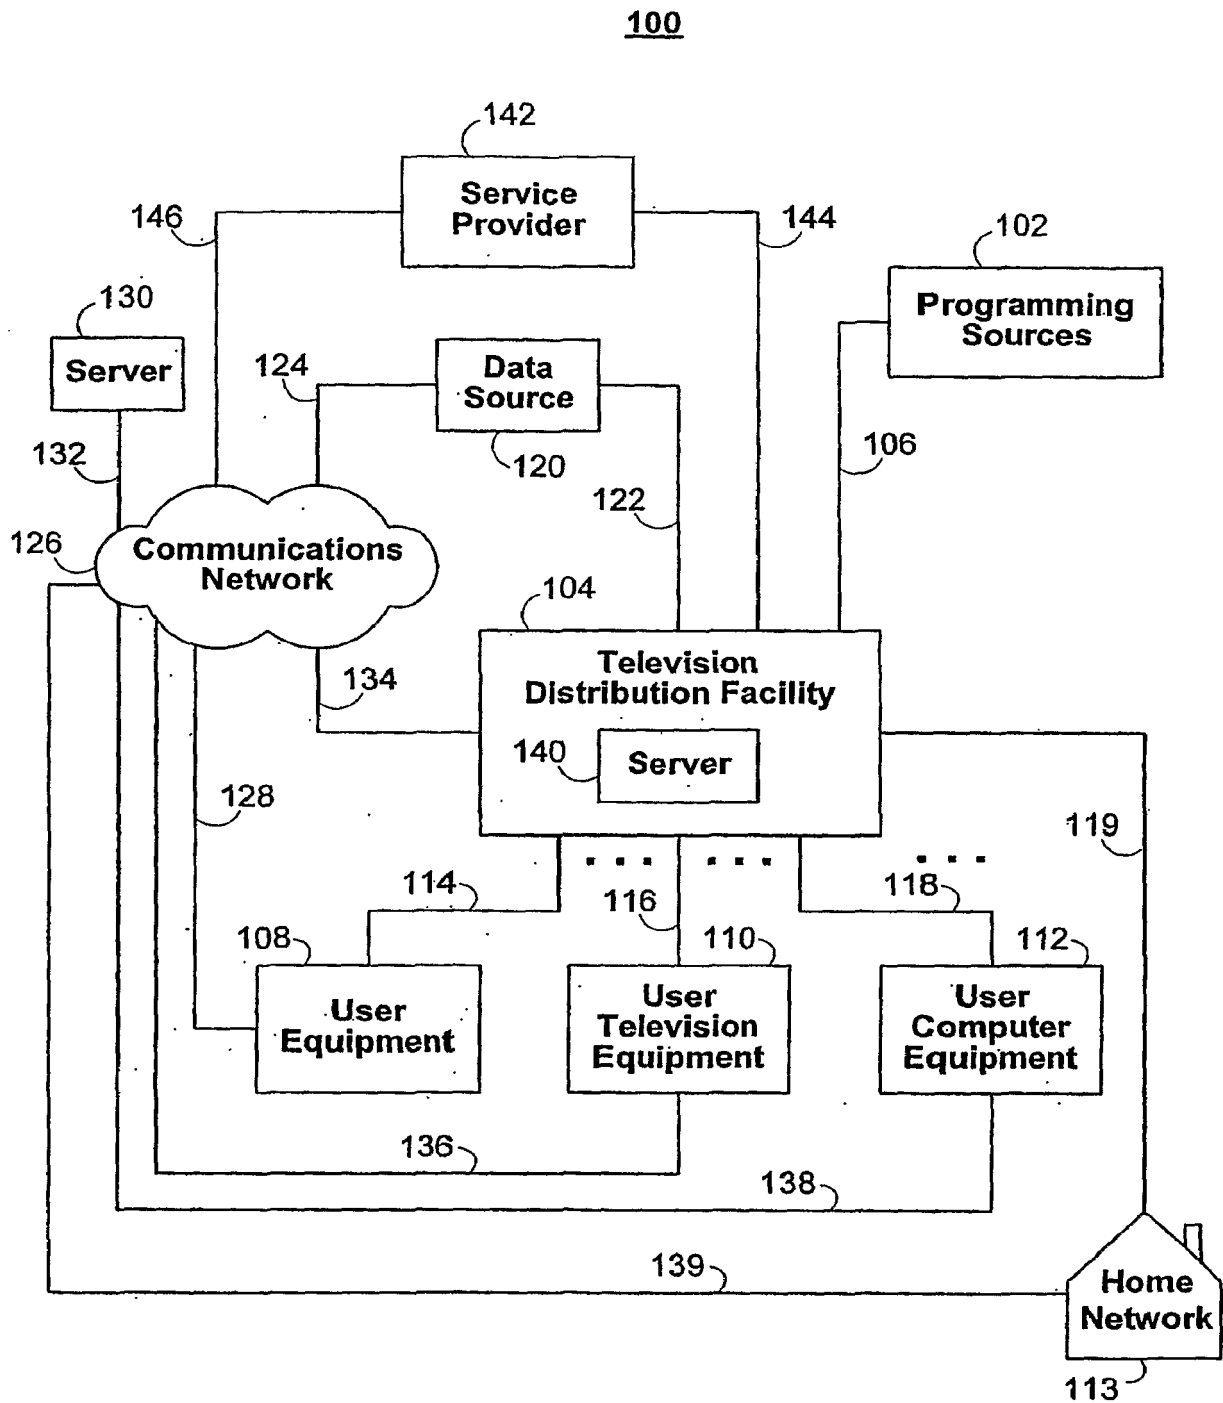 100
142
Service
Provider
146
144
102
Programming
Sources
130
Server
124
Data
Source
132
120
106
122
126
Communications
Network
104
Television
Distribution Facility
134
140
Server
128
119
. . .
. . .
. . .
114
116
118
108
110
112
User
Equipment
User
Television
Equipment
User
Computer
Equipment
136
138
139
Home
Network
113